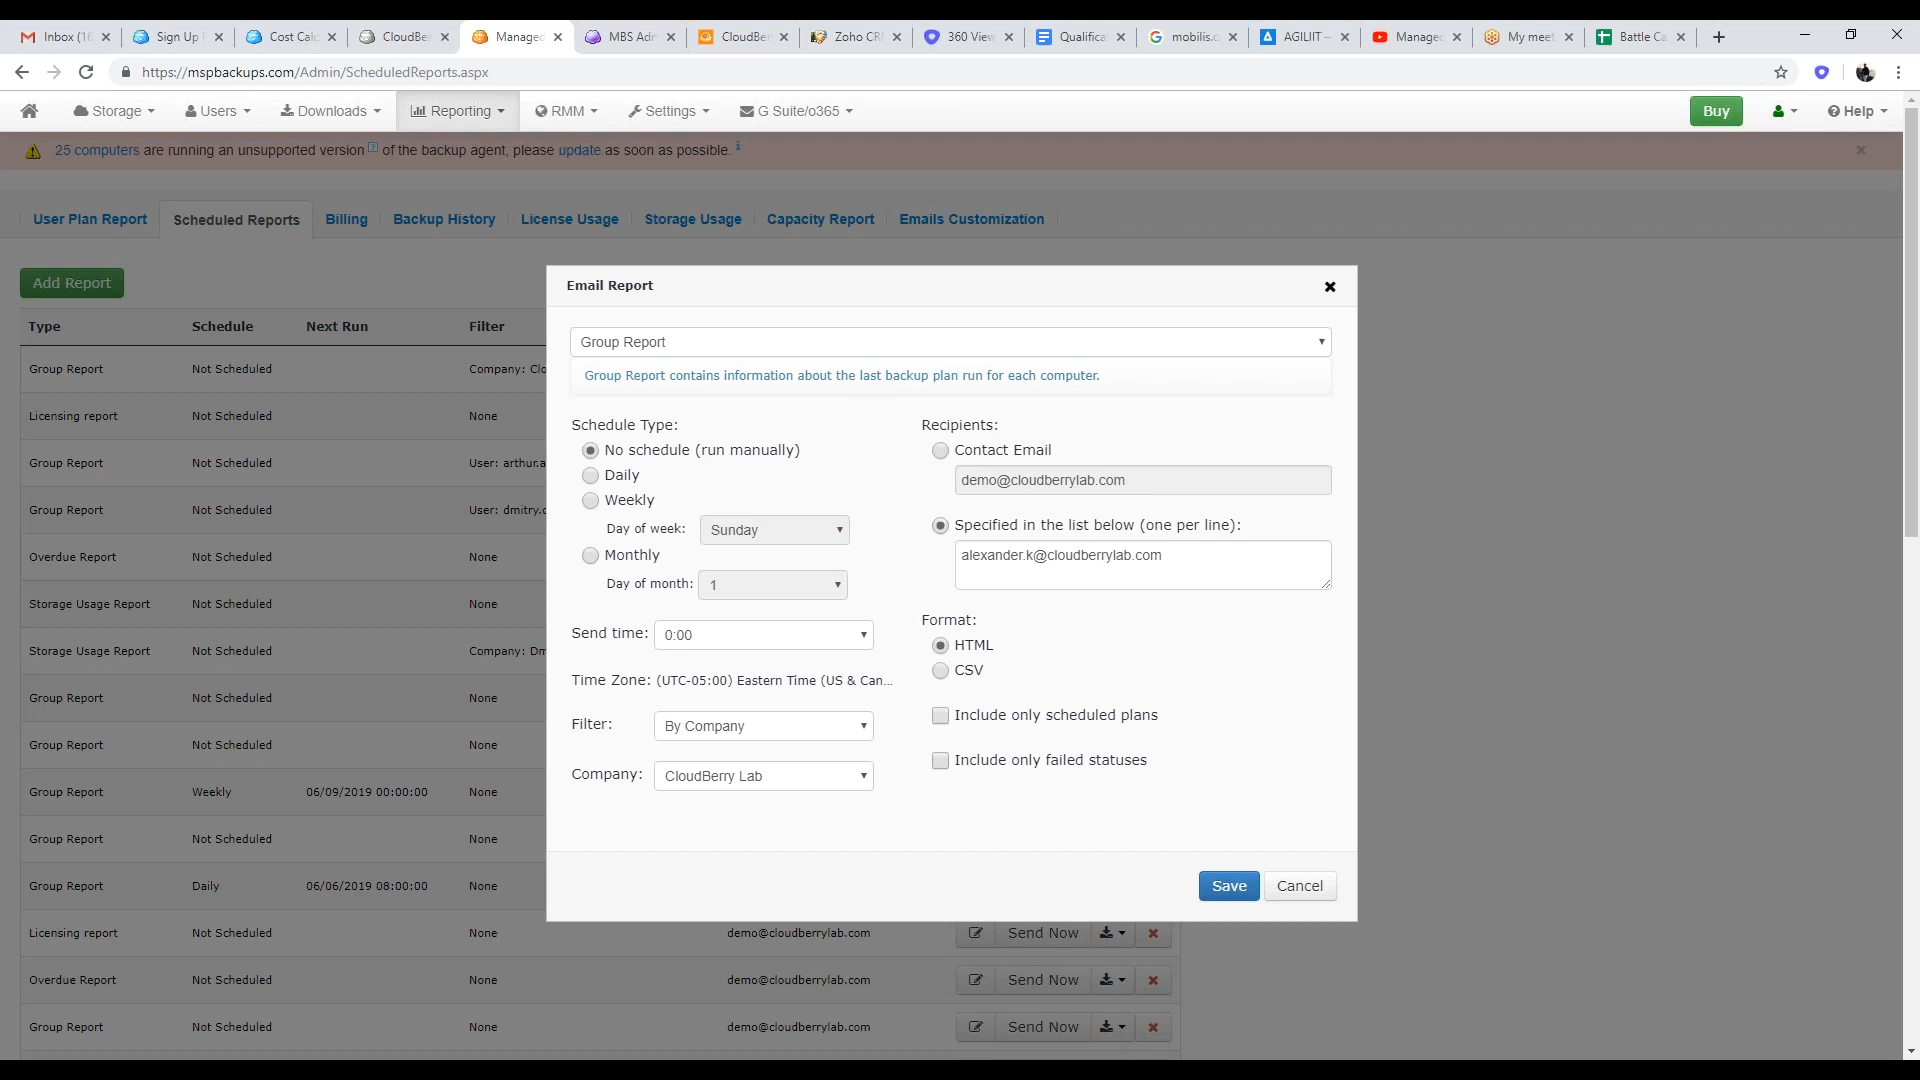 Inbox (16
Sign Up F
Cost Calc
CloudBer
Managed
MBS Adm
CloudBer
Zoho CRM
360 View
Qualificat
mobilis.c
AGILIIT –
Managed
My meet
Battle Ca
https://mspbackups.com/Admin/ScheduledReports.aspx
Storage
Users
Downloads
Reporting
RMM
Settings
G Suite/o365
Buy
Help
25 computers are running an unsupported version ? of the backup agent, please update as soon as possible. i
User Plan Report
Scheduled Reports
Billing
Backup History
License Usage
Storage Usage
Capacity Report
Emails Customization
Add Report
Type Schedule Next Run Filter
Group Report Not Scheduled Company: Clo
Licensing report Not Scheduled None
Group Report Not Scheduled User: arthur.a
Group Report Not Scheduled User: dmitry.c
Overdue Report Not Scheduled None
Storage Usage Report Not Scheduled None
Storage Usage Report Not Scheduled Company: Dm
Group Report Not Scheduled None
Group Report Not Scheduled None
Group Report Weekly 06/09/2019 00:00:00 None
Group Report Not Scheduled None
Group Report Daily 06/06/2019 08:00:00 None
Licensing report Not Scheduled None demo@cloudberrylab.com Send Now
Overdue Report Not Scheduled None demo@cloudberrylab.com Send Now
Group Report Not Scheduled None demo@cloudberrylab.com Send Now
Email Report
Group Report
Group Report contains information about the last backup plan run for each computer.
Schedule Type:
No schedule (run manually)
Daily
Weekly
Day of week: Sunday
Monthly
Day of month: 1
Send time: 0:00
Time Zone: (UTC-05:00) Eastern Time (US & Can...
Filter: By Company
Company: CloudBerry Lab
Recipients:
Contact Email
demo@cloudberrylab.com
Specified in the list below (one per line):
alexander.k@cloudberrylab.com
Format:
HTML
CSV
Include only scheduled plans
Include only failed statuses
Save
Cancel